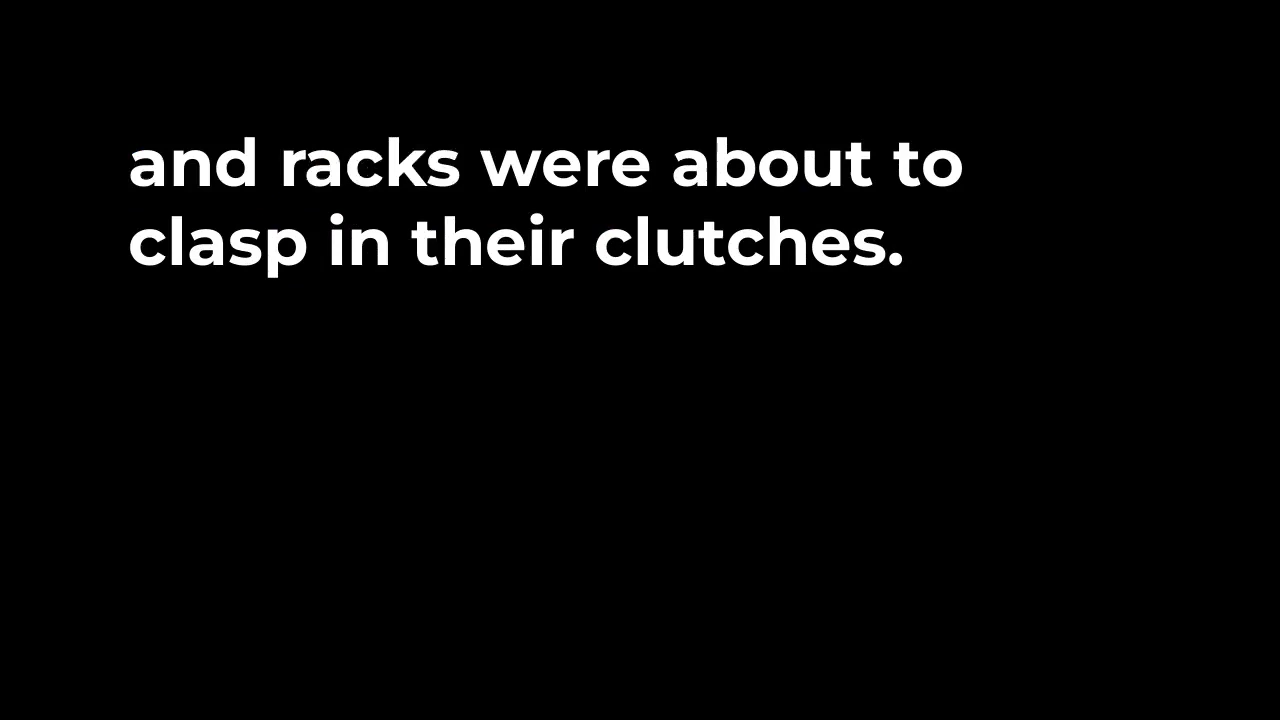 and racks were about to
clasp in their clutches.